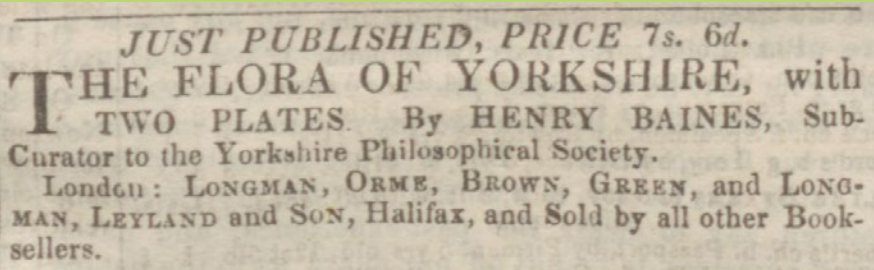 JUST PUBLISHED, PRICE 7s. 6d.
THE FLORA OF YORKSHIRE, with
TWO PLATES. By HENRY BAINES, Sub-
Curator to the Yorkshire Philosophical Society.
London: LONGMAN, ORME, BROWN, GREEN, and LONG-
MAN, LEYLAND and SON, Halifax, and Sold by all other Book-
sellers.